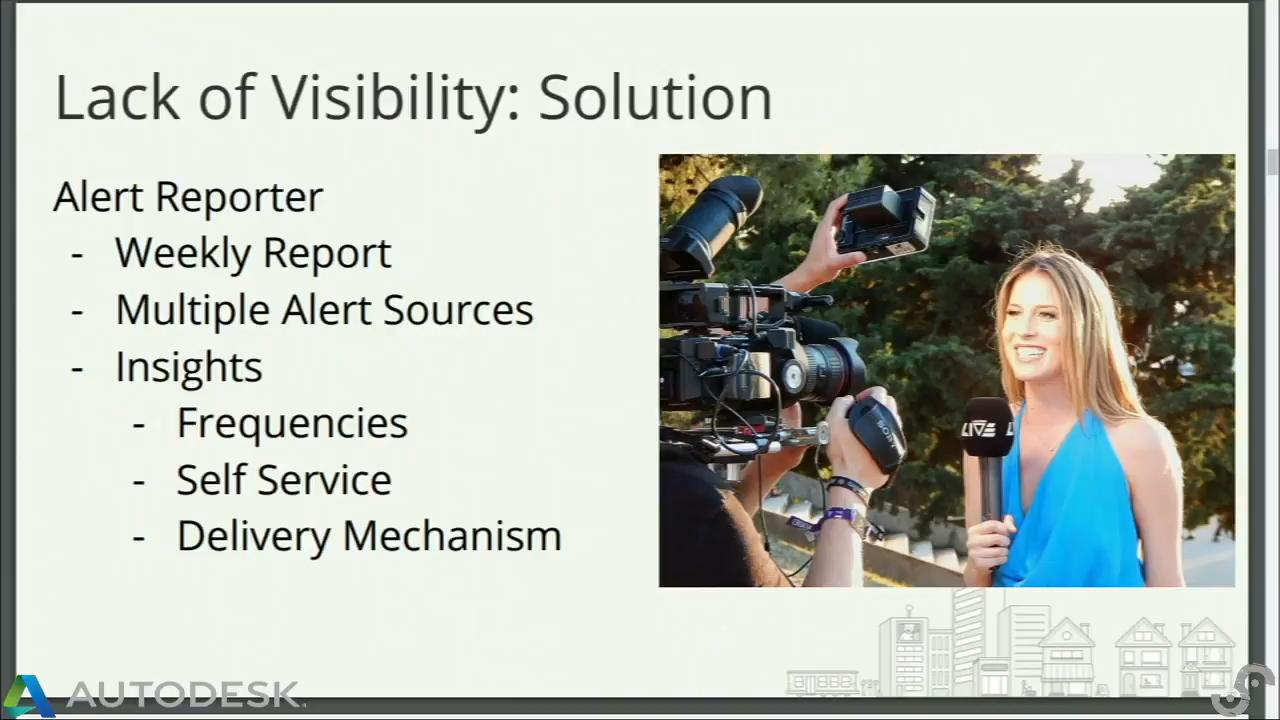 Lack of Visibility: Solution
Alert Reporter
- Weekly Report
- Multiple Alert Sources
- Insights
- Frequencies
- Self Service
- Delivery Mechanism
LIVE
SONY
AUTODESK.